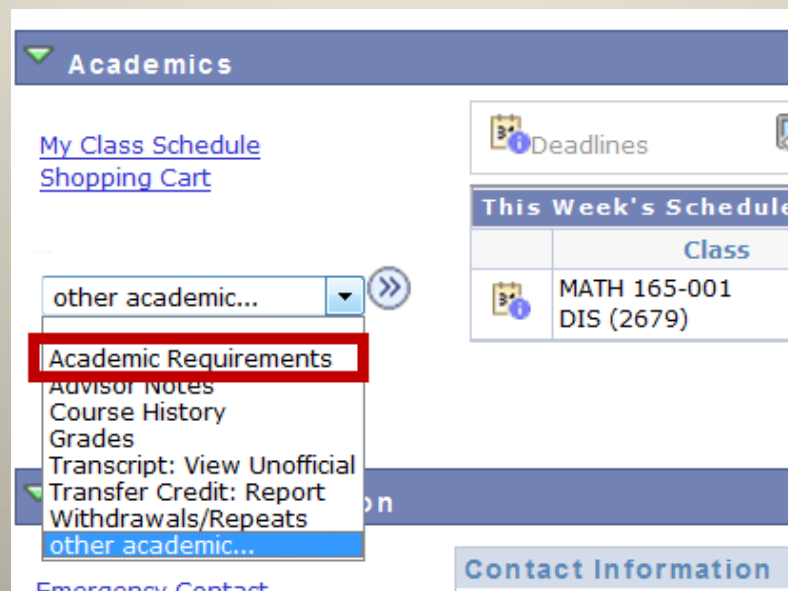 Academics
My Class Schedule
Shopping Cart
Deadlines
This Week's Schedule
Class
other academic...
MATH 165-001
DIS (2679)
Academic Requirements
Advisor Notes
Course History
Grades
Transcript: View Unofficial
Transfer Credit: Report
Withdrawals/Repeats
other academic...
on
Contact Information
Emergency Contact